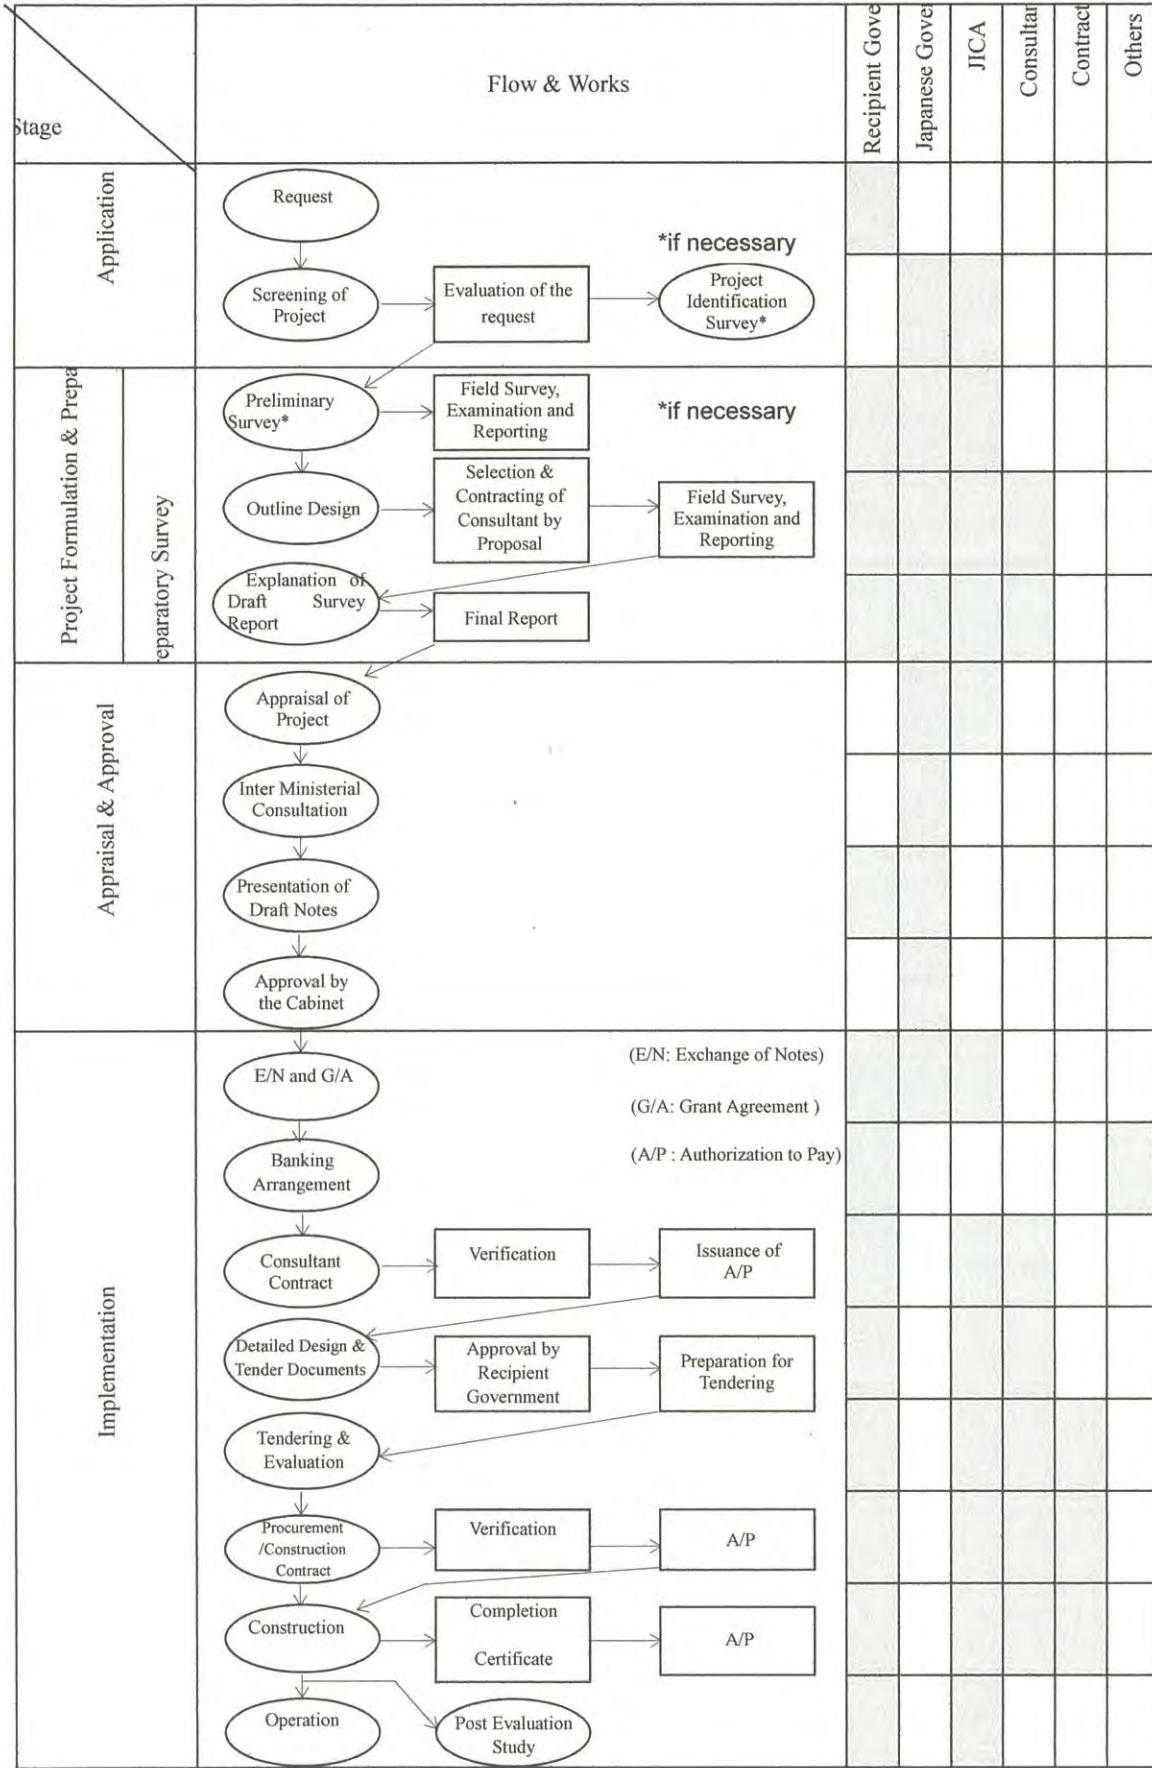 Stage
Flow & Works
Recipient Gove
Japanese Gover
JICA
Consultan
Contract
Others
Application
Request
*if necessary
Screening of
Project
Evaluation of the
request
Project
Identification
Survey*
Project Formulation & Prepa
eparatory Survey
Preliminary
Survey*
Field Survey,
Examination and
Reporting
*if necessary
Outline Design
Selection &
Contracting of
Consultant by
Proposal
Field Survey,
Examination and
Reporting
Explanation of
Draft Survey
Report
Final Report
Appraisal & Approval
Appraisal of
Project
Inter Ministerial
Consultation
Presentation of
Draft Notes
Approval by
the Cabinet
Implementation
E/N and G/A
(E/N: Exchange of Notes)
(G/A: Grant Agreement )
(A/P : Authorization to Pay)
Banking
Arrangement
Consultant
Contract
Verification
Issuance of
A/P
Detailed Design &
Tender Documents
Approval by
Recipient
Government
Preparation for
Tendering
Tendering &
Evaluation
Procurement
/Construction
Contract
Verification
A/P
Construction
Completion
Certificate
A/P
Operation
Post Evaluation
Study